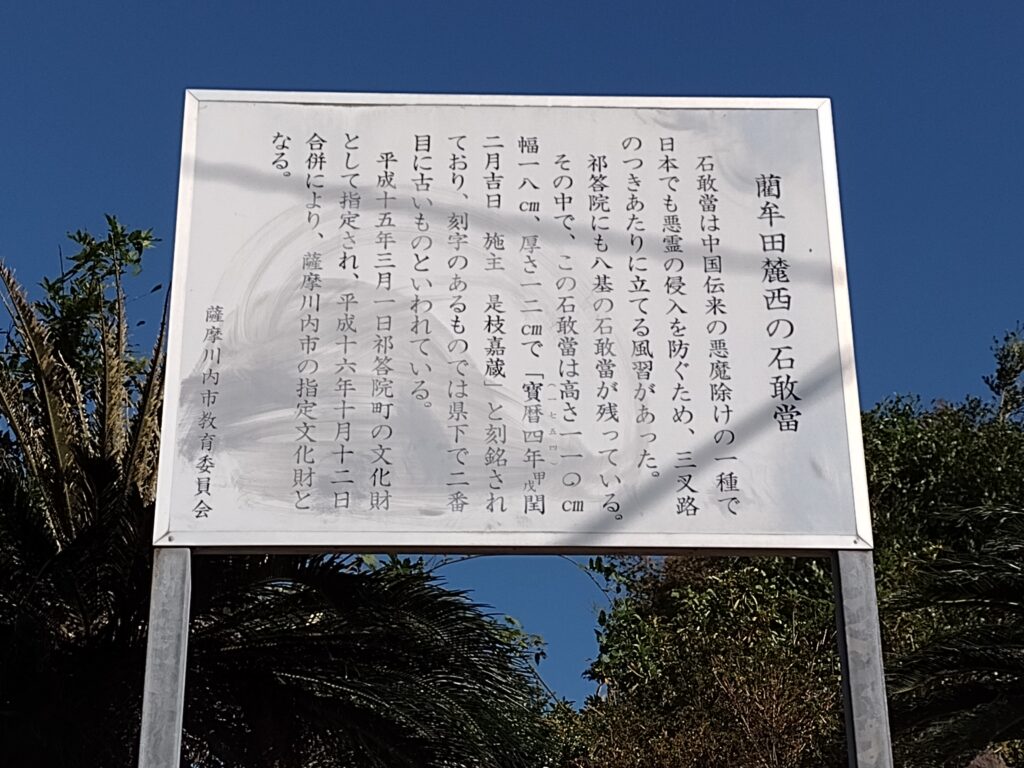 藺牟田麓西の石敢當
石敢當は中国伝来の悪魔除けの一種で
日本でも悪霊の侵入を防ぐため、三叉路
のつきあたりに立てる風習があった。
祁答院にも八基の石敢當が残っている。
その中で、この石敢當は高さ一一〇cm
幅一八cm、厚さ一二cmで「寶暦四年甲戊閏
(一七五四)
二月吉日 施主 是枝嘉蔵」と刻銘され
ており、刻字のあるものでは県下で二番
目に古いものといわれている。
平成十五年三月一日祁答院町の文化財
として指定され、平成十六年十月十二日
合併により、薩摩川内市の指定文化財と
なる。
薩摩川内市教育委員会